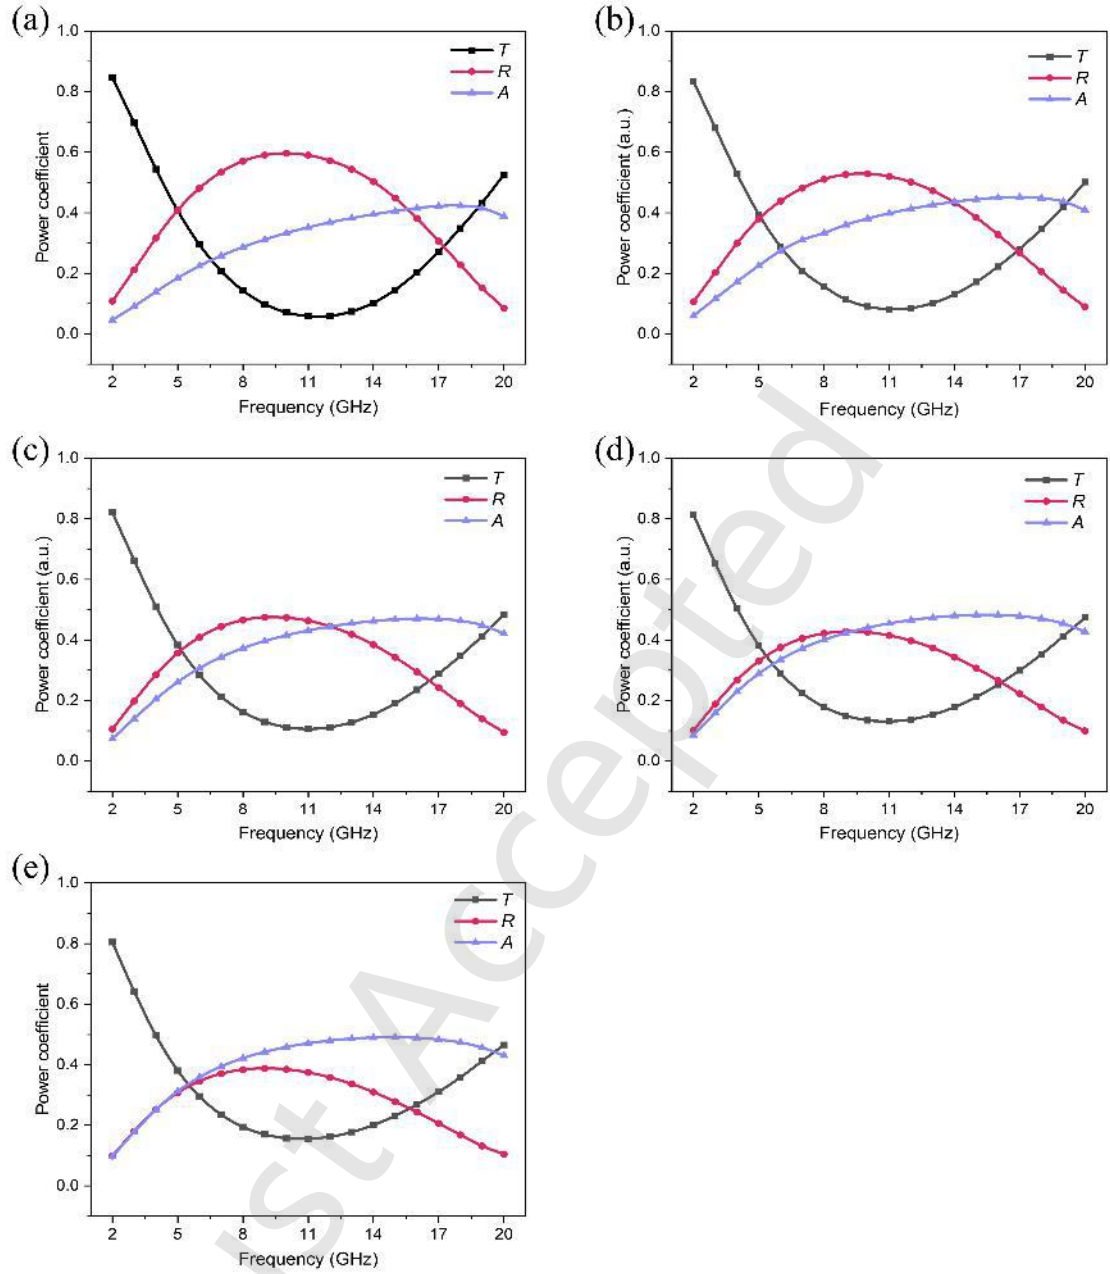 (a)
1.0
0.8
0.6
0.4
0.2
0.0
Power coefficient
T
R
A
2 5 8 11 14 17 20
Frequency (GHz)
(b)
1.0
0.8
0.6
0.4
0.2
0.0
Power coefficient (a.u.)
T
R
A
2 5 8 11 14 17 20
Frequency (GHz)
(c)
1.0
0.8
0.6
0.4
0.2
0.0
Power coefficient (a.u.)
T
R
A
2 5 8 11 14 17 20
Frequency (GHz)
(d)
1.0
0.8
0.6
0.4
0.2
0.0
Power coefficient (a.u.)
T
R
A
2 5 8 11 14 17 20
Frequency (GHz)
(e)
1.0
0.8
0.6
0.4
0.2
0.0
Power coefficient
T
R
A
2 5 8 11 14 17 20
Frequency (GHz)
ust Accepted